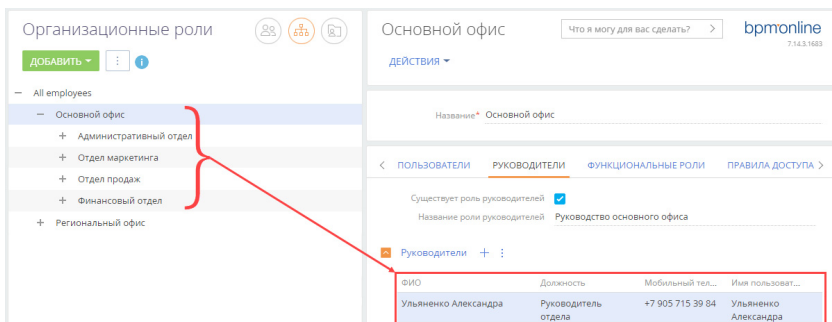 Организационные роли
ДОБАВИТЬ
All employees
Основной офис
Административный отдел
Отдел маркетинга
Отдел продаж
Финансовый отдел
Региональный офис
Основной офис
Что я могу для вас сделать?
bpmonline
7.14.3.1683
ДЕЙСТВИЯ
Название* Основной офис
ПОЛЬЗОВАТЕЛИ РУКОВОДИТЕЛИ ФУНКЦИОНАЛЬНЫЕ РОЛИ ПРАВИЛА ДОСТУПА
Существует роль руководителей
Название роли руководителей Руководство основного офиса
Руководители
ФИО Должность Мобильный тел... Имя пользоват...
Ульяненко Александра Руководитель отдела +7 905 715 39 84 Ульяненко Александра